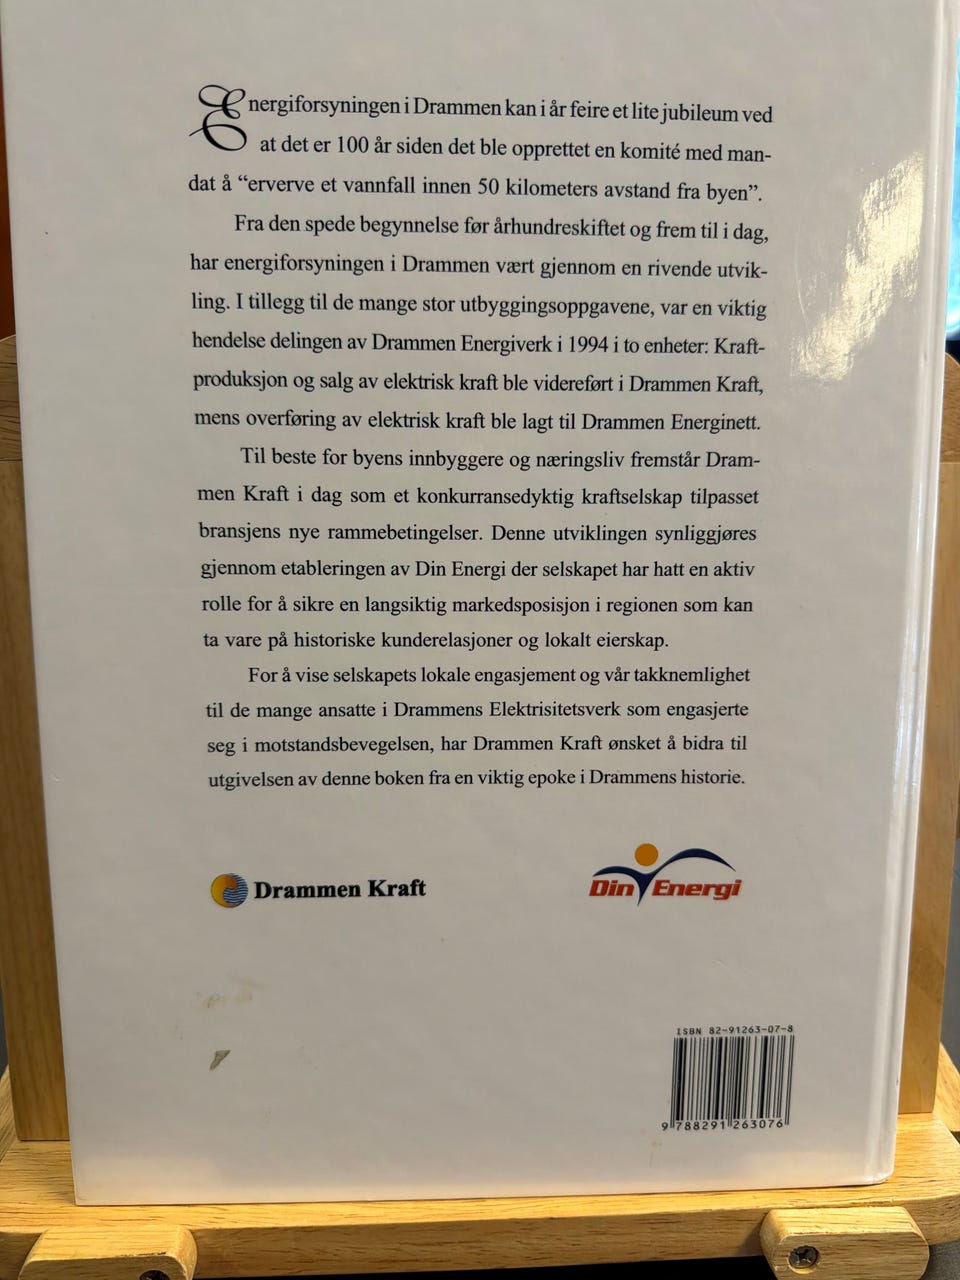 Energiforsyningen i Drammen kan i år feire et lite jubileum ved
at det er 100 år siden det ble opprettet en komité med man-
dat å “erverve et vannfall innen 50 kilometers avstand fra byen”.
Fra den spede begynnelse før århundreskiftet og frem til i dag,
har energiforsyningen i Drammen vært gjennom en rivende utvik-
ling. I tillegg til de mange stor utbyggingsoppgavene, var en viktig
hendelse delingen av Drammen Energiverk i 1994 i to enheter: Kraft-
produksjon og salg av elektrisk kraft ble videreført i Drammen Kraft,
mens overføring av elektrisk kraft ble lagt til Drammen Energinett.
Til beste for byens innbyggere og næringsliv fremstår Dram-
men Kraft i dag som et konkurransedyktig kraftselskap tilpasset
bransjens nye rammebetingelser. Denne utviklingen synliggjøres
gjennom etableringen av Din Energi der selskapet har hatt en aktiv
rolle for å sikre en langsiktig markedsposisjon i regionen som kan
ta vare på historiske kunderelasjoner og lokalt eierskap.
For å vise selskapets lokale engasjement og vår takknemlighet
til de mange ansatte i Drammens Elektrisitetsverk som engasjerte
seg i motstandsbevegelsen, har Drammen Kraft ønsket å bidra til
utgivelsen av denne boken fra en viktig epoke i Drammens historie.
Drammen Kraft
Din Energi
ISBN 82-91263-07-8
9 788291 263076